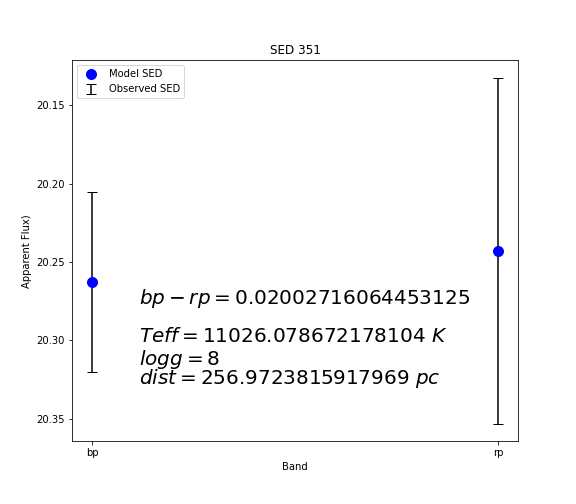 SED 351
Model SED
Observed SED
20.15
20.20
20.25
20.30
20.35
Apparent Flux)
bp − rp = 0.02002716064453125
Teff = 11026.078672178104 K
logg = 8
dist = 256.9723815917969 pc
bp
rp
Band